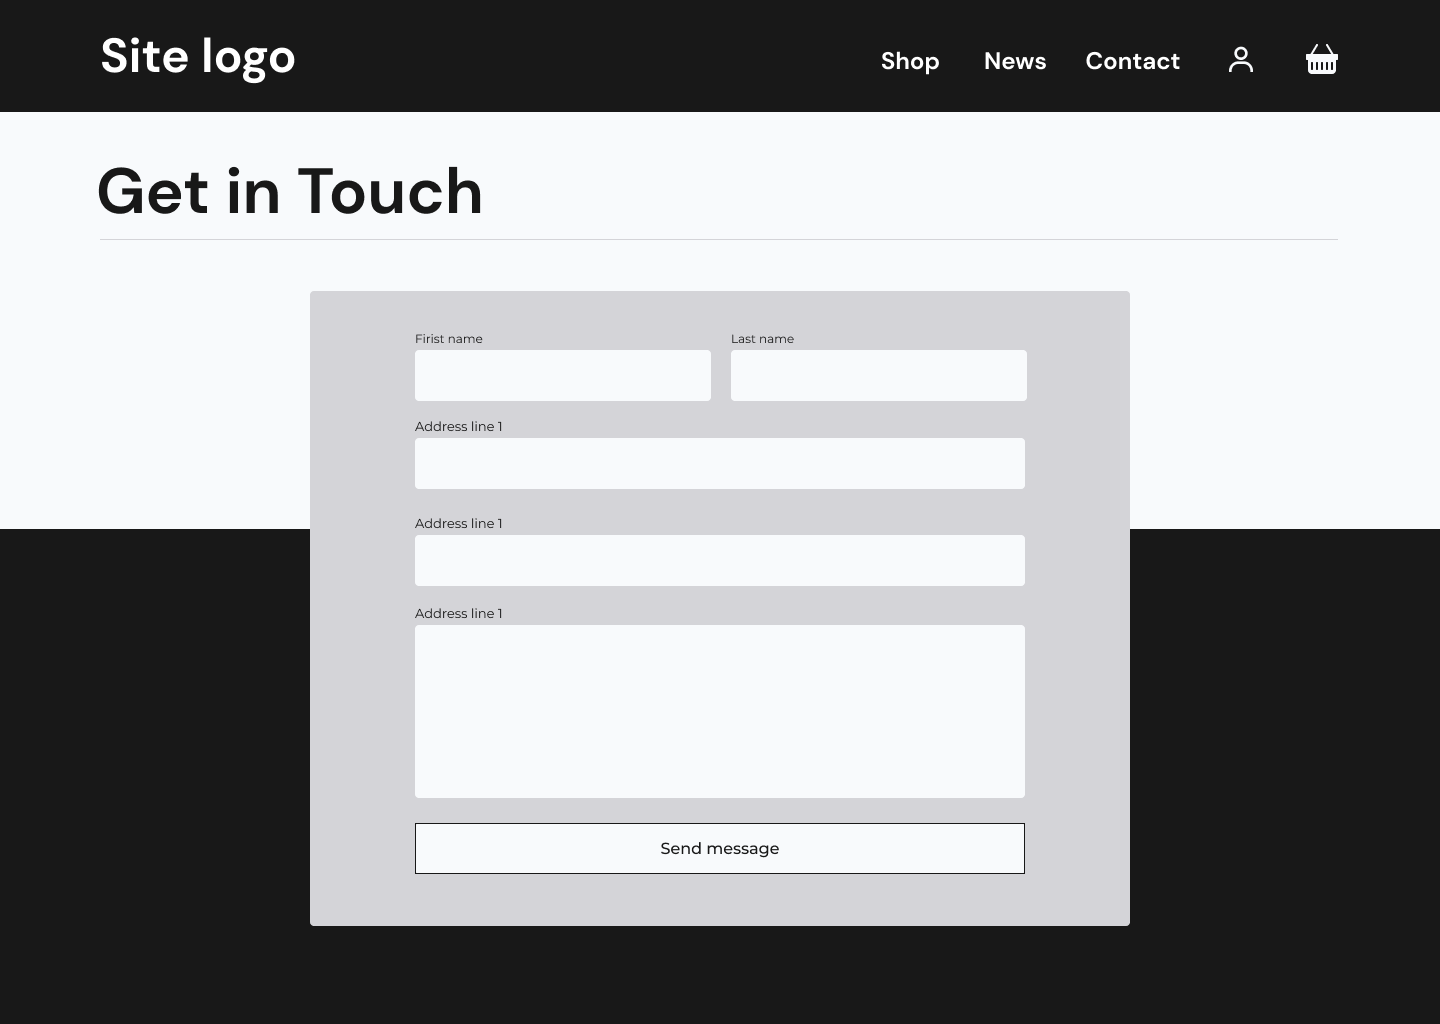 Site logo
Shop News Contact
Get in Touch
Firist name Last name
Address line 1
Address line 1
Address line 1
Send message